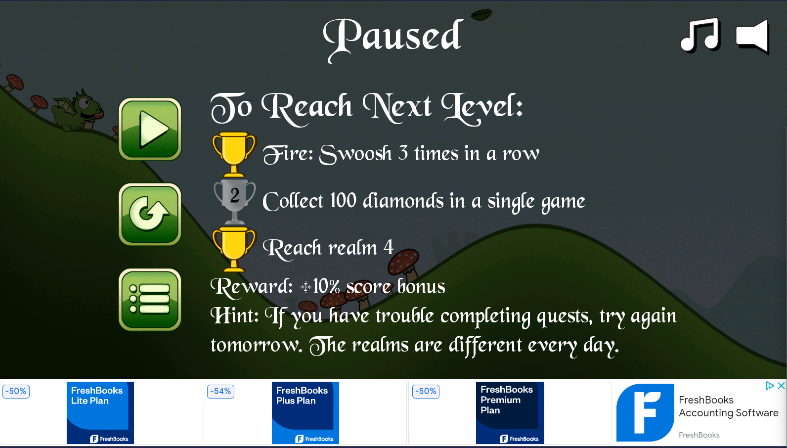 Paused
To Reach Next Level:
Fire: Swoosh 3 times in a row
2
Collect 100 diamonds in a single game
Reach realm 4
Reward: +10% score bonus
Hint: If you have trouble completing quests, try again
tomorrow. The realms are different every day.
-50%
FreshBooks
Lite Plan
FreshBooks
-54%
FreshBooks
Plus Plan
FreshBooks
-50%
FreshBooks
Premium
Plan
FreshBooks
F
FreshBooks
Accounting Software
FreshBooks